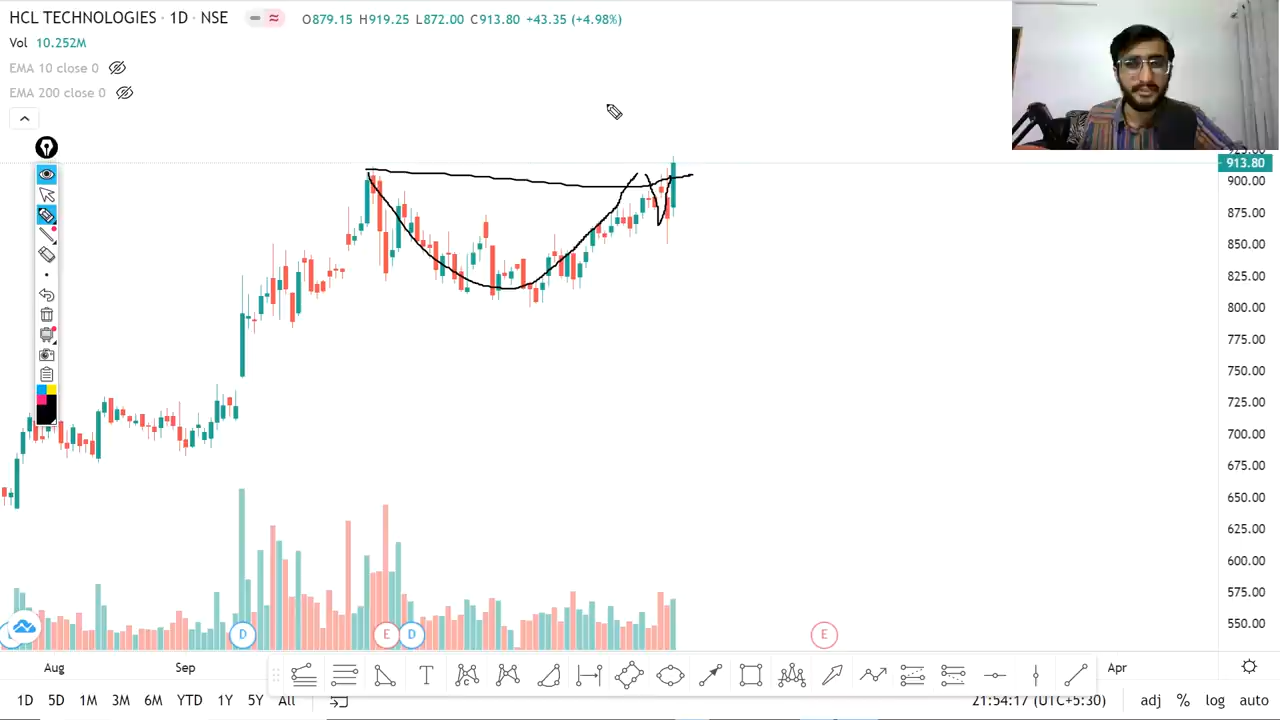 HCL TECHNOLOGIES · 1D · NSE O879.15 H919.25 L872.00 C913.80 +43.35 (+4.98%)
Vol 10.252M
EMA 10 close 0
EMA 200 close 0
913.80
900.00
875.00
850.00
825.00
800.00
775.00
750.00
725.00
700.00
675.00
650.00
625.00
600.00
575.00
550.00
D E D E
Aug Sep Apr
1D 5D 1M 3M 6M YTD 1Y 5Y All 21:54:17 (UTC+5:30) adj % log auto